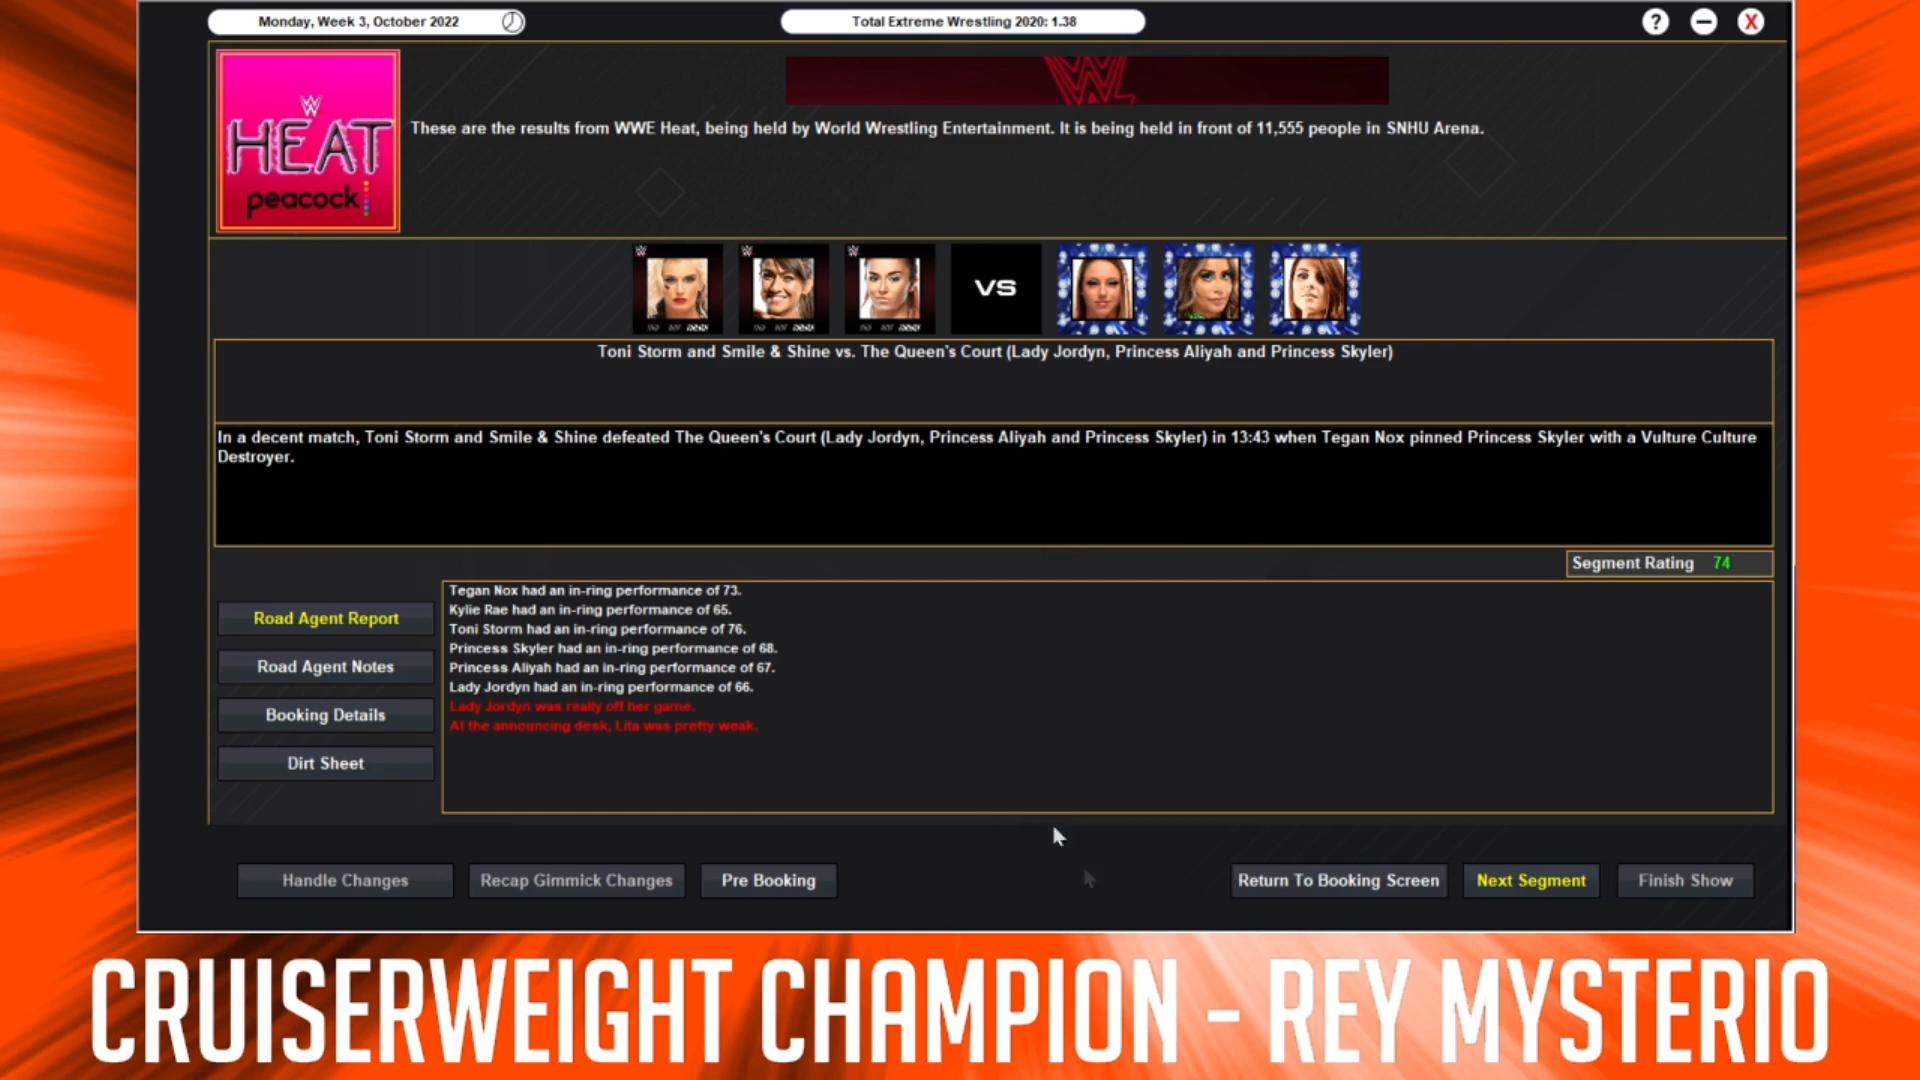 Monday, Week 3, October 2022
Total Extreme Wrestling 2020: 1.38
?
X
W
HEAT
peacock
These are the results from WWE Heat, being held by World Wrestling Entertainment. It is being held in front of 11,555 people in SNHU Arena.
VS
Toni Storm and Smile & Shine vs. The Queen's Court (Lady Jordyn, Princess Aliyah and Princess Skyler)
In a decent match, Toni Storm and Smile & Shine defeated The Queen's Court (Lady Jordyn, Princess Aliyah and Princess Skyler) in 13:43 when Tegan Nox pinned Princess Skyler with a Vulture Culture
Destroyer.
Segment Rating 74
Road Agent Report
Road Agent Notes
Booking Details
Dirt Sheet
Tegan Nox had an in-ring performance of 73.
Kylie Rae had an in-ring performance of 65.
Toni Storm had an in-ring performance of 76.
Princess Skyler had an in-ring performance of 68.
Princess Aliyah had an in-ring performance of 67.
Lady Jordyn had an in-ring performance of 66.
Lady Jordyn was really off her game.
At the announcing desk, Lita was pretty weak.
Handle Changes
Recap Gimmick Changes
Pre Booking
Return To Booking Screen
Next Segment
Finish Show
CRUISERWEIGHT CHAMPION - REY MYSTERIO